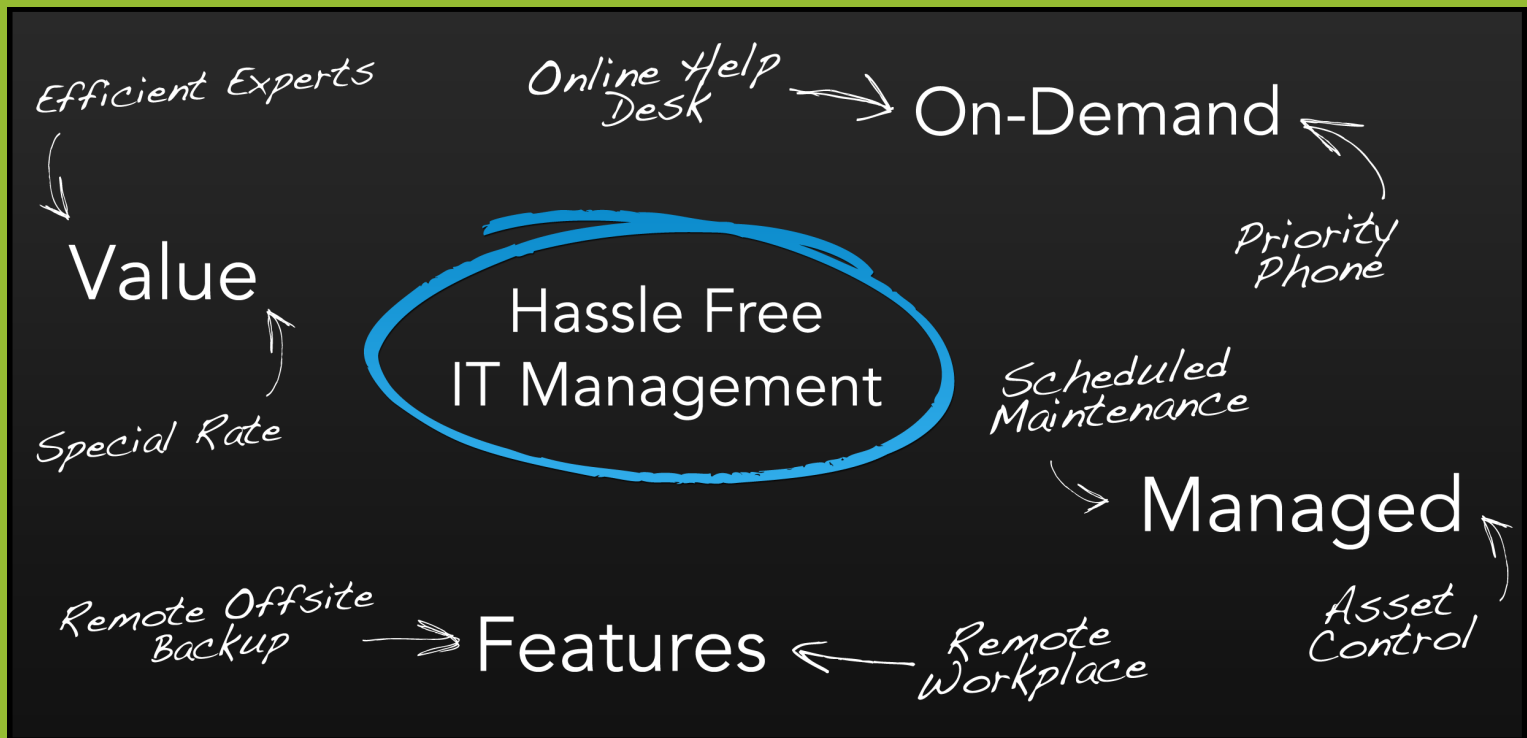 Efficient Experts
Value
Special Rate
Online Help
Desk
On-Demand
Priority
Phone
Hassle Free
IT Management
Scheduled
Maintenance
Managed
Asset
Control
Remote Offsite
Backup
Features
Remote
Workplace